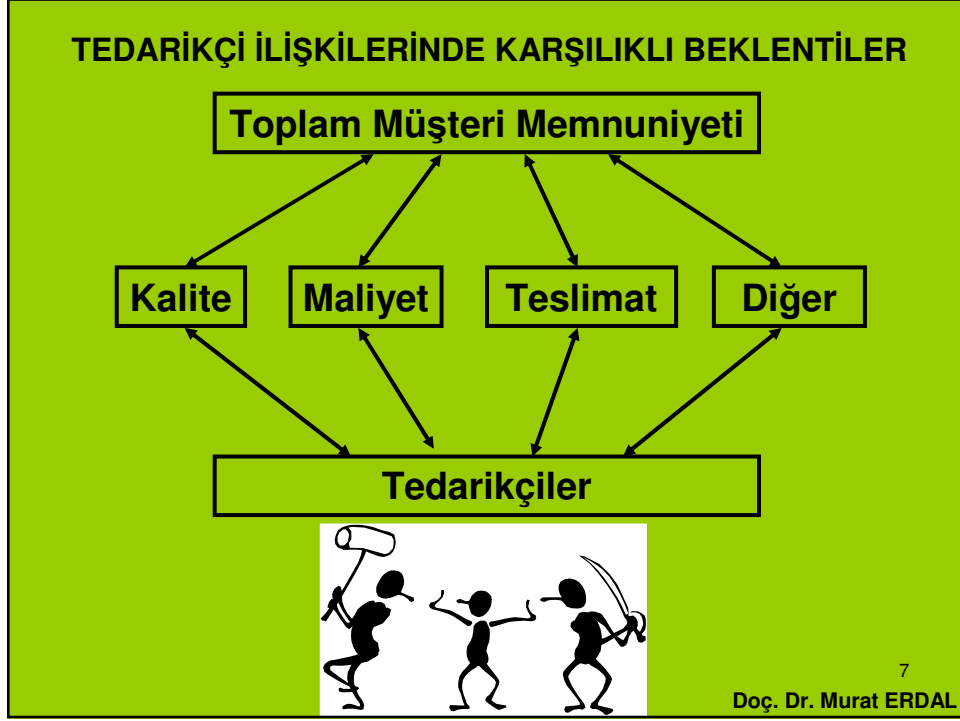 TEDARİKÇİ İLİŞKİLERİNDE KARŞILIKLI BEKLENTİLER
Toplam Müşteri Memnuniyeti
Kalite
Maliyet
Teslimat
Diğer
Tedarikçiler
7
Doç. Dr. Murat ERDAL